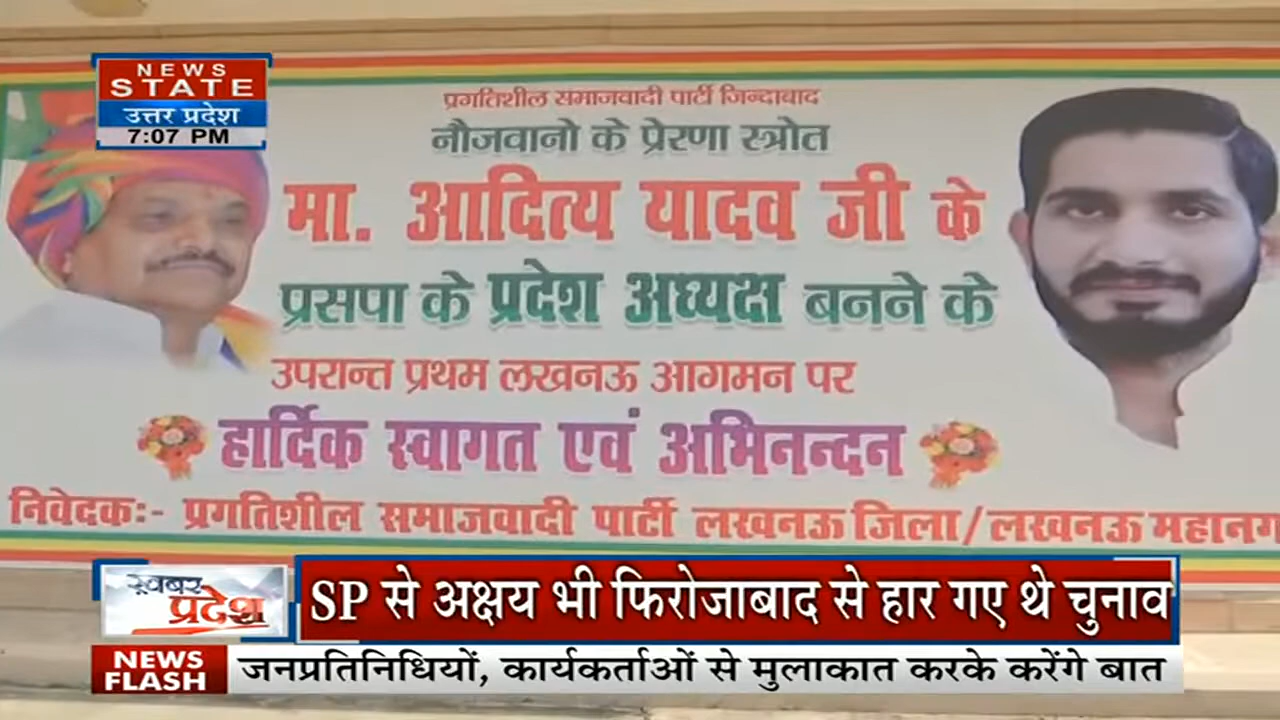 NEWS
STATE
उत्तर प्रदेश
7:07 PM
प्रगतिशील समाजवादी पार्टी जिन्दाबाद
नौजवानो के प्रेरणा स्त्रोत
मा. आदित्य यादव जी के
प्रसपा के प्रदेश अध्यक्ष बनने के
उपरान्त प्रथम लखनऊ आगमन पर
हार्दिक स्वागत एवं अभिनन्दन
निवेदकः- प्रगतिशील समाजवादी पार्टी लखनऊ जिला/लखनऊ महानग
ख़बर
प्रदेश
SP से अक्षय भी फिरोजाबाद से हार गए थे चुनाव
NEWS
FLASH
जनप्रतिनिधियों, कार्यकर्ताओं से मुलाकात करके करेंगे बात